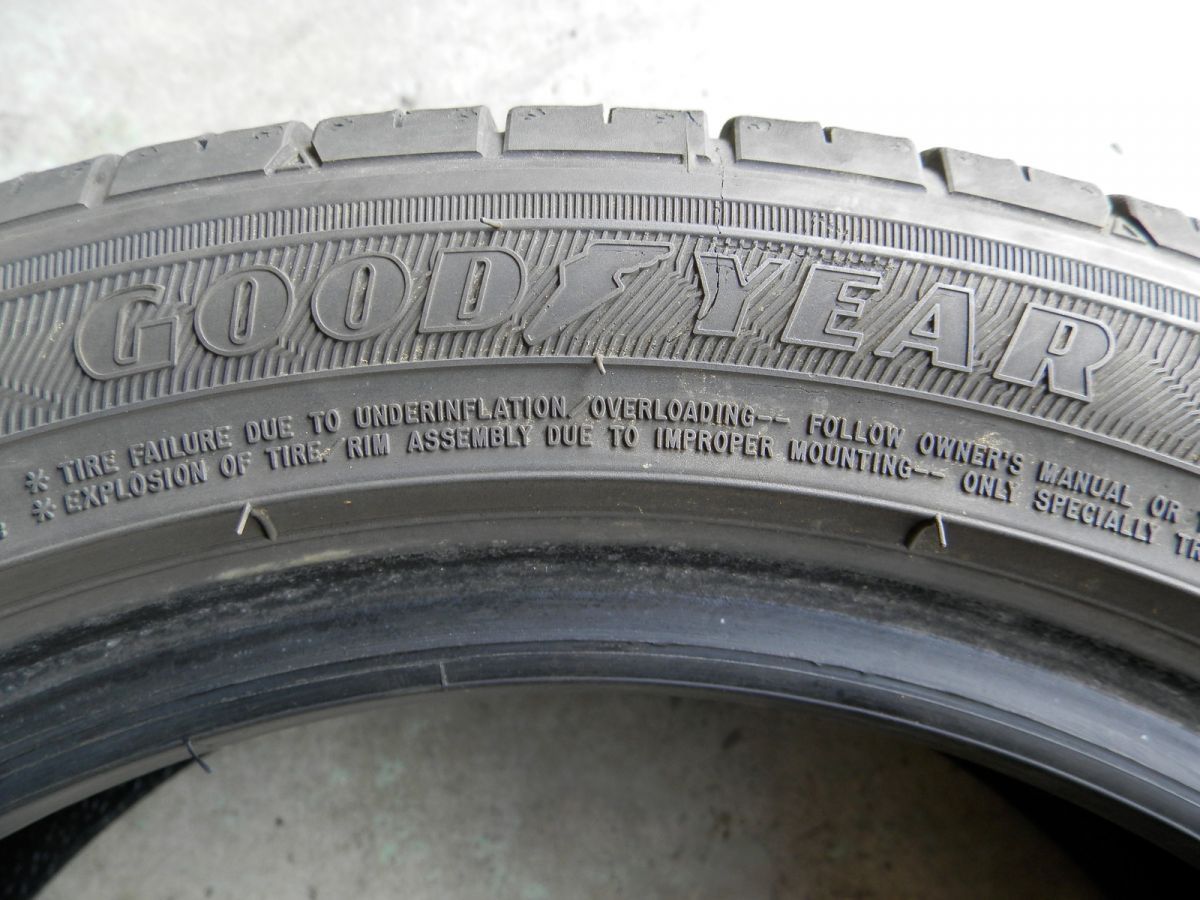 GOODYEAR
* TIRE FAILURE DUE TO UNDERINFLATION/OVERLOADING-- FOLLOW OWNER'S MANUAL OR
* EXPLOSION OF TIRE/RIM ASSEMBLY DUE TO IMPROPER MOUNTING-- ONLY SPECIALLY